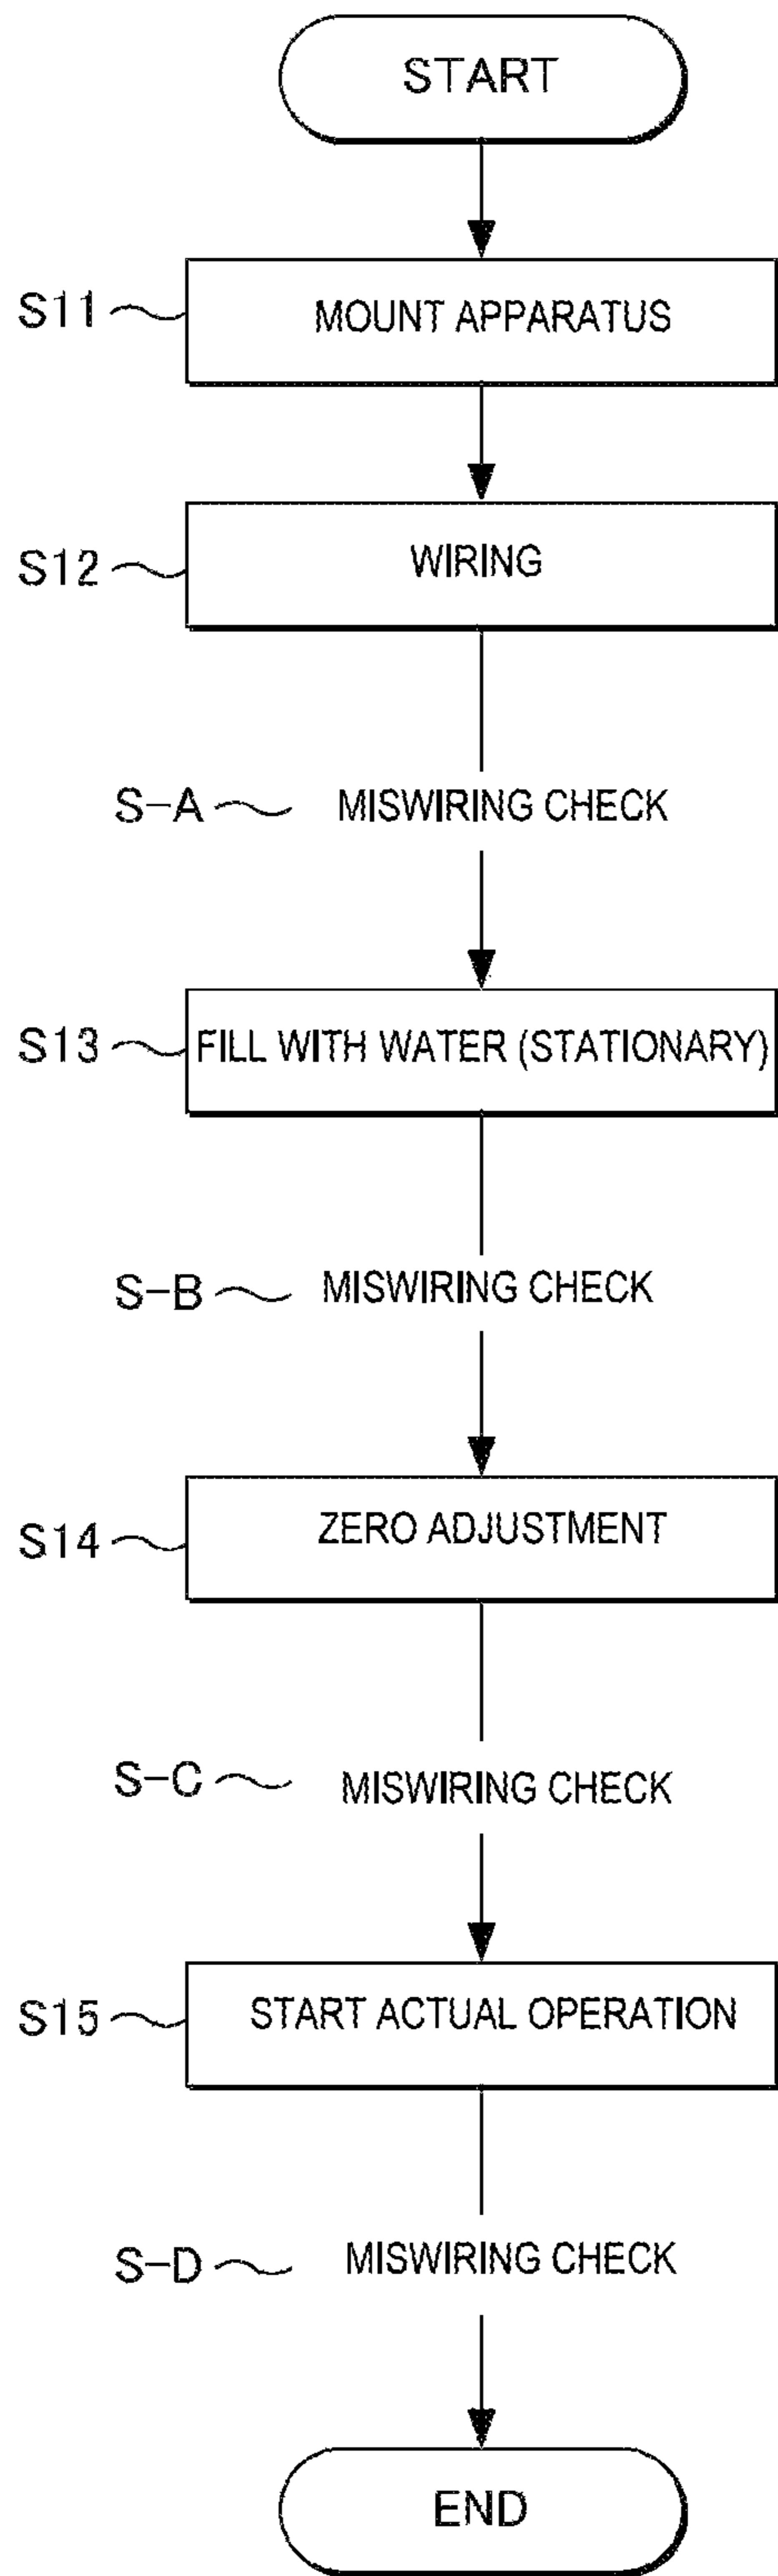 START
S11 MOUNT APPARATUS
S12 WIRING
S-A MISWIRING CHECK
S13 FILL WITH WATER (STATIONARY)
S-B MISWIRING CHECK
S14 ZERO ADJUSTMENT
S-C MISWIRING CHECK
S15 START ACTUAL OPERATION
S-D MISWIRING CHECK
END